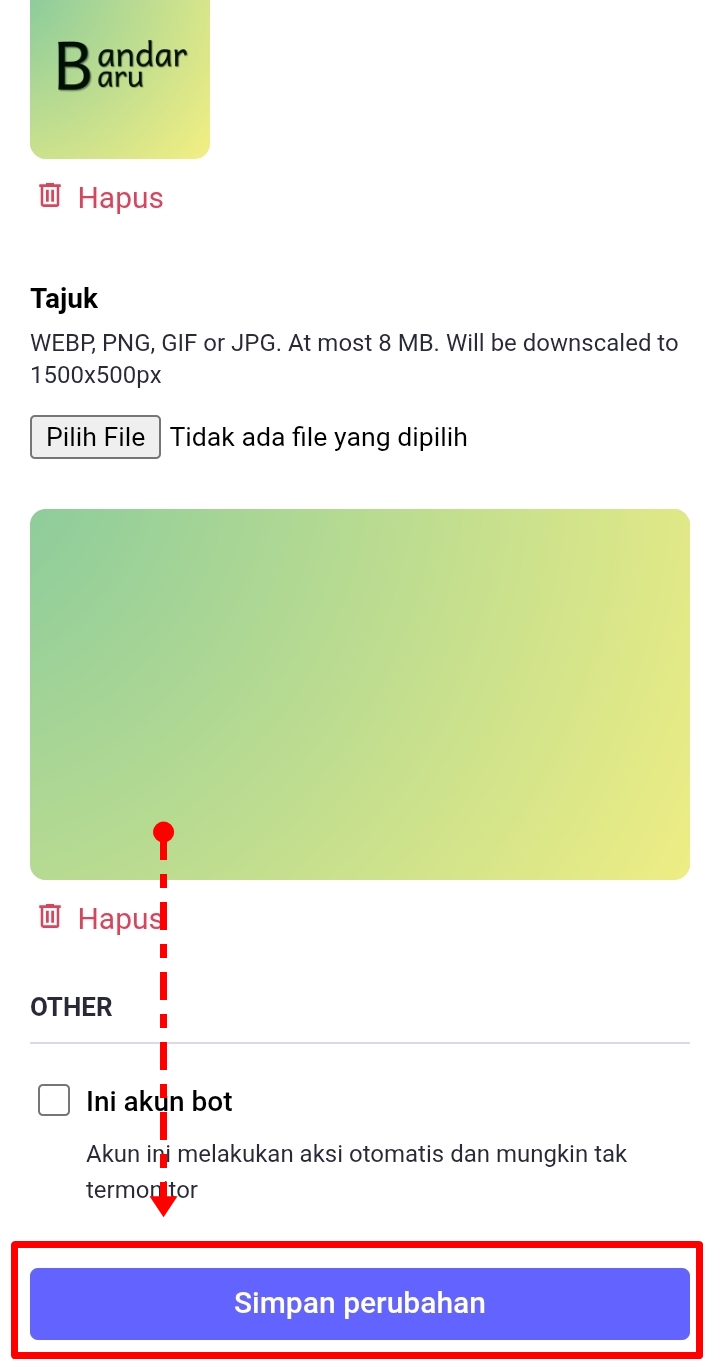 Bandar
Baru
Hapus
Tajuk
WEBP, PNG, GIF or JPG. At most 8 MB. Will be downscaled to
1500x500px
Pilih File Tidak ada file yang dipilih
Hapus
OTHER
Ini akun bot
Akun ini melakukan aksi otomatis dan mungkin tak
termonitor
Simpan perubahan